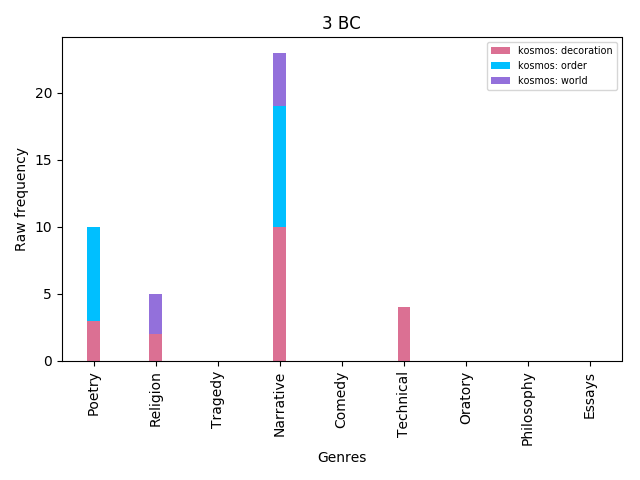 3 BC
kosmos: decoration
kosmos: order
kosmos: world
Raw frequency
20
15
10
5
0
Poetry
Religion
Tragedy
Narrative
Comedy
Technical
Oratory
Philosophy
Essays
Genres